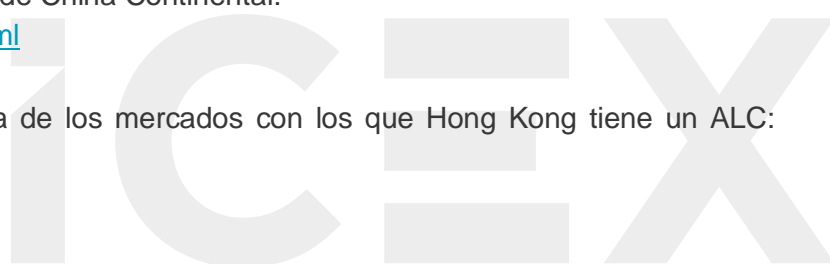 de China Continental.
ml
a de los mercados con los que Hong Kong tiene un ALC:
ICEX